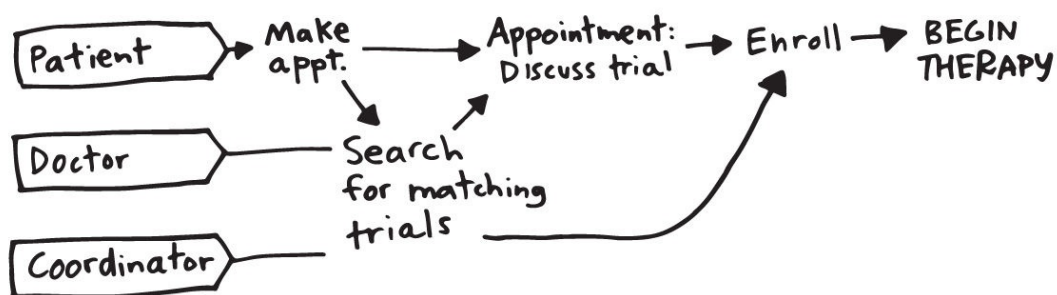 Patient
Make
appt.
Appointment:
Discuss trial
Enroll
BEGIN
THERAPY
Doctor
Search
for matching
trials
Coordinator